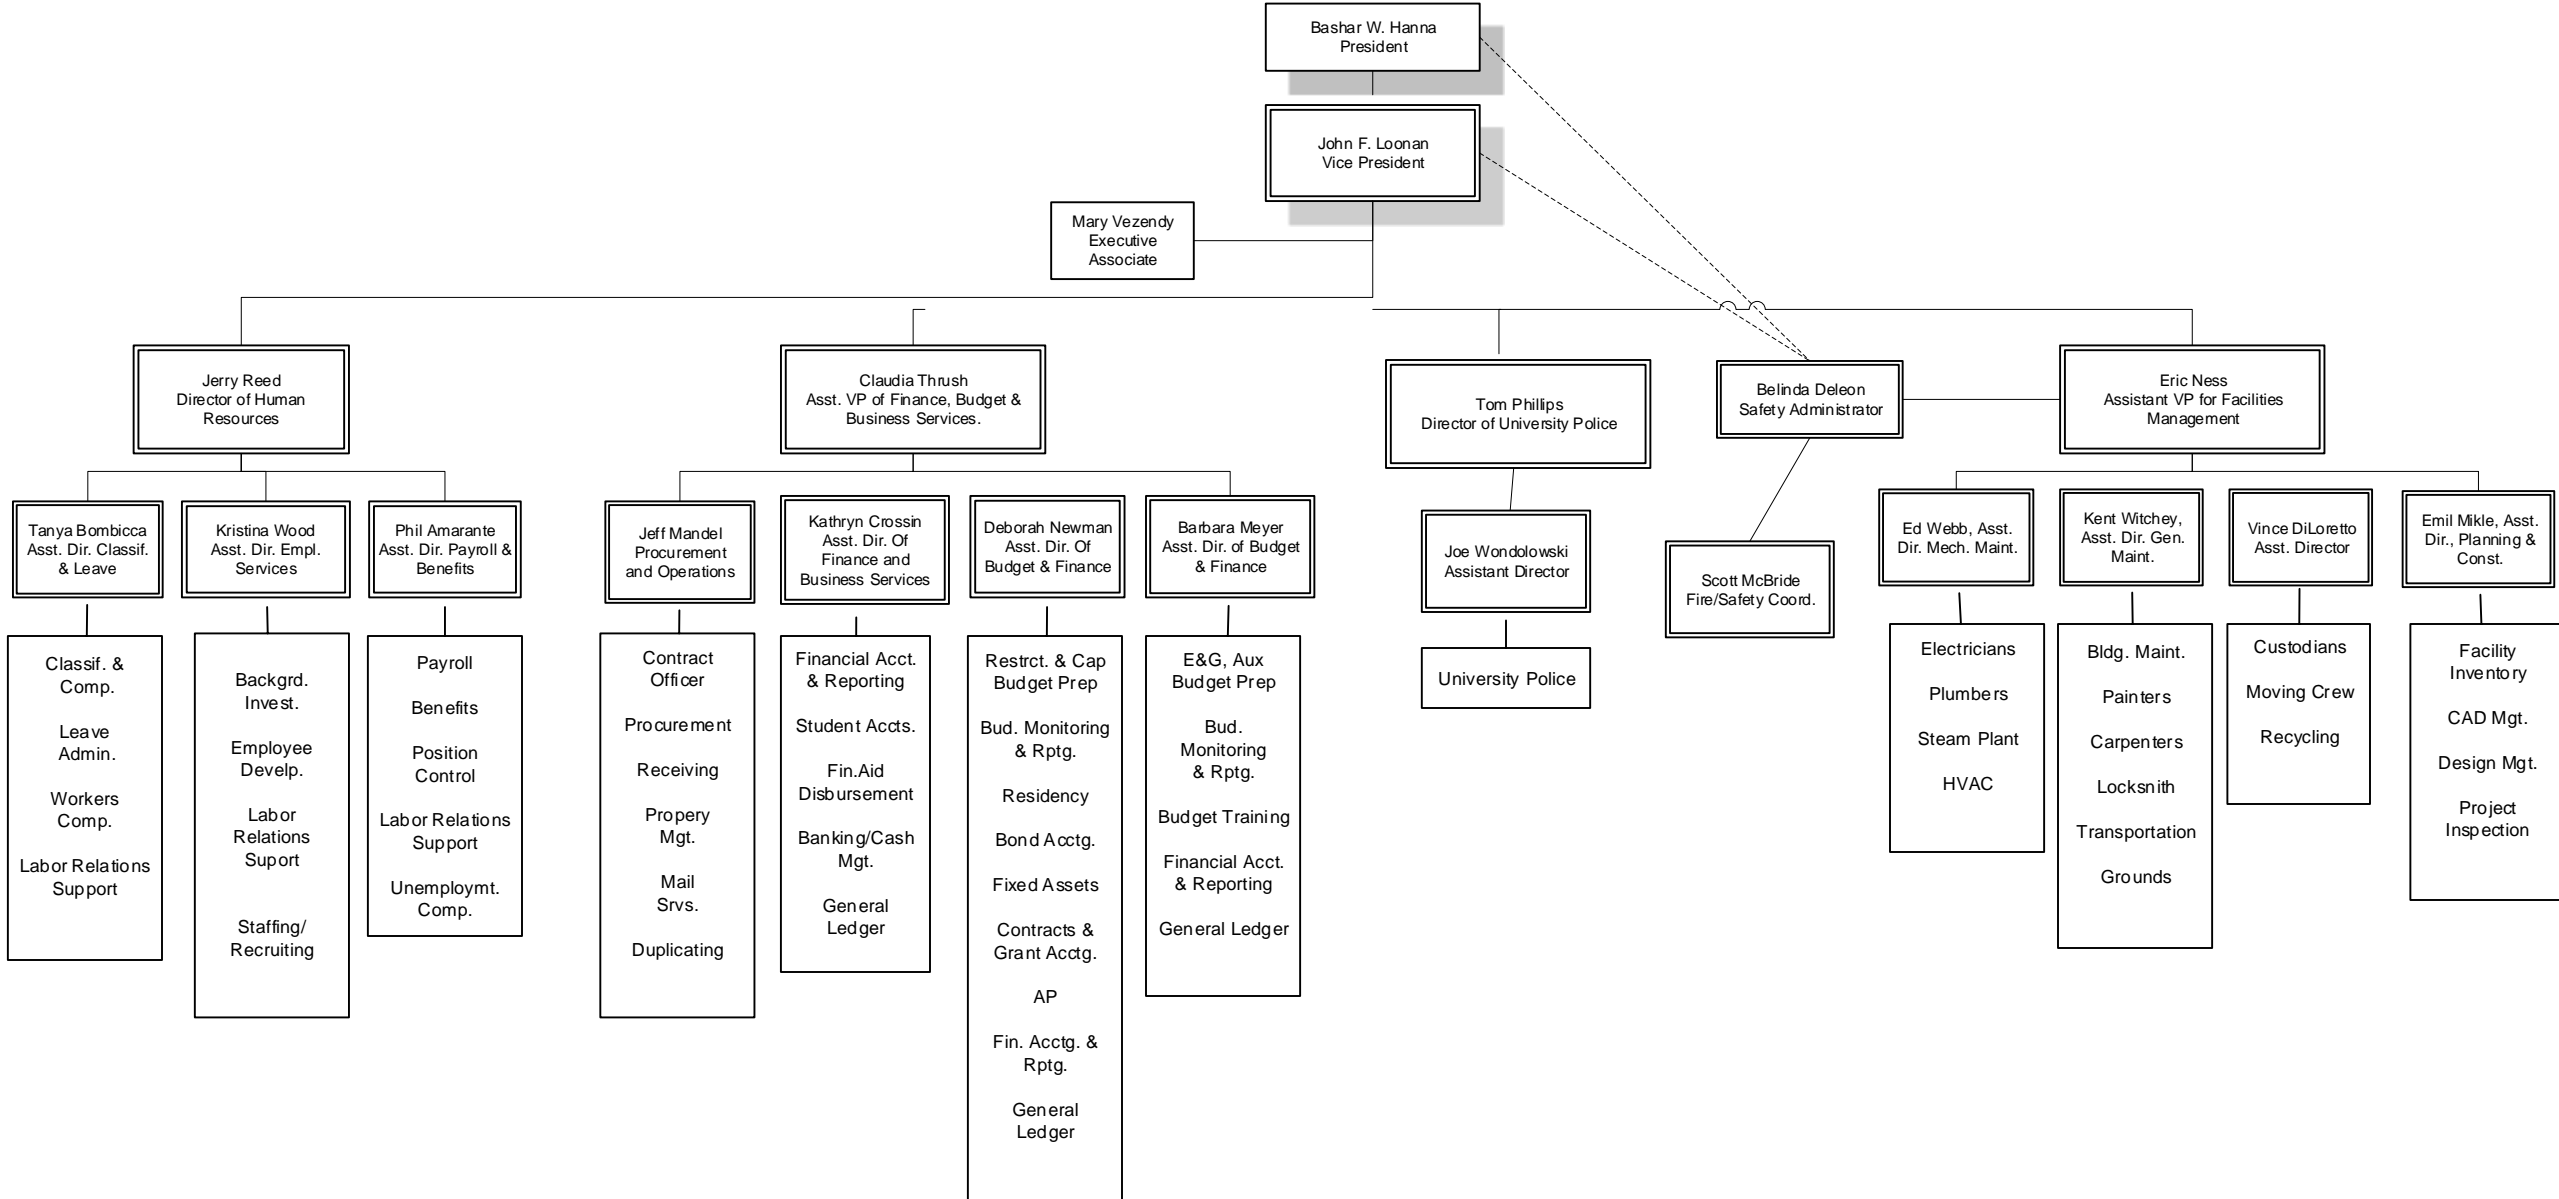 Bashar W. Hanna
President
John F. Loonan
Vice President
Mary Vezendy
Executive
Associate
Jerry Reed
Director of Human
Resources
Claudia Thrush
Asst. VP of Finance, Budget &
Business Services.
Tom Phillips
Director of University Police
Belinda Deleon
Safety Administrator
Eric Ness
Assistant VP for Facilities
Management
Tanya Bombicca
Asst. Dir. Classif.
& Leave
Kristina Wood
Asst. Dir. Empl.
Services
Phil Amarante
Asst. Dir. Payroll &
Benefits
Jeff Mandel
Procurement
and Operations
Kathryn Crossin
Asst. Dir. Of
Finance and
Business Services
Deborah Newman
Asst. Dir. Of
Budget & Finance
Barbara Meyer
Asst. Dir. of Budget
& Finance
Joe Wondolowski
Assistant Director
Scott McBride
Fire/Safety Coord.
Ed Webb, Asst.
Dir. Mech. Maint.
Kent Witchey,
Asst. Dir. Gen.
Maint.
Vince DiLoretto
Asst. Director
Emil Mikle, Asst.
Dir., Planning &
Const.
Classif. &
Comp.
Leave
Admin.
Workers
Comp.
Labor Relations
Support
Backgrd.
Invest.
Employee
Develp.
Labor
Relations
Suport
Staffing/
Recruiting
Payroll
Benefits
Position
Control
Labor Relations
Support
Unemploymt.
Comp.
Contract
Officer
Procurement
Receiving
Propery
Mgt.
Mail
Srvs.
Duplicating
Financial Acct.
& Reporting
Student Accts.
Fin.Aid
Disbursement
Banking/Cash
Mgt.
General
Ledger
Restrct. & Cap
Budget Prep
Bud. Monitoring
& Rptg.
Residency
Bond Acctg.
Fixed Assets
Contracts &
Grant Acctg.
AP
Fin. Acctg. &
Rptg.
General
Ledger
E&G, Aux
Budget Prep
Bud.
Monitoring
& Rptg.
Budget Training
Financial Acct.
& Reporting
General Ledger
University Police
Electricians
Plumbers
Steam Plant
HVAC
Bldg. Maint.
Painters
Carpenters
Locksnith
Transportation
Grounds
Custodians
Moving Crew
Recycling
Facility
Inventory
CAD Mgt.
Design Mgt.
Project
Inspection